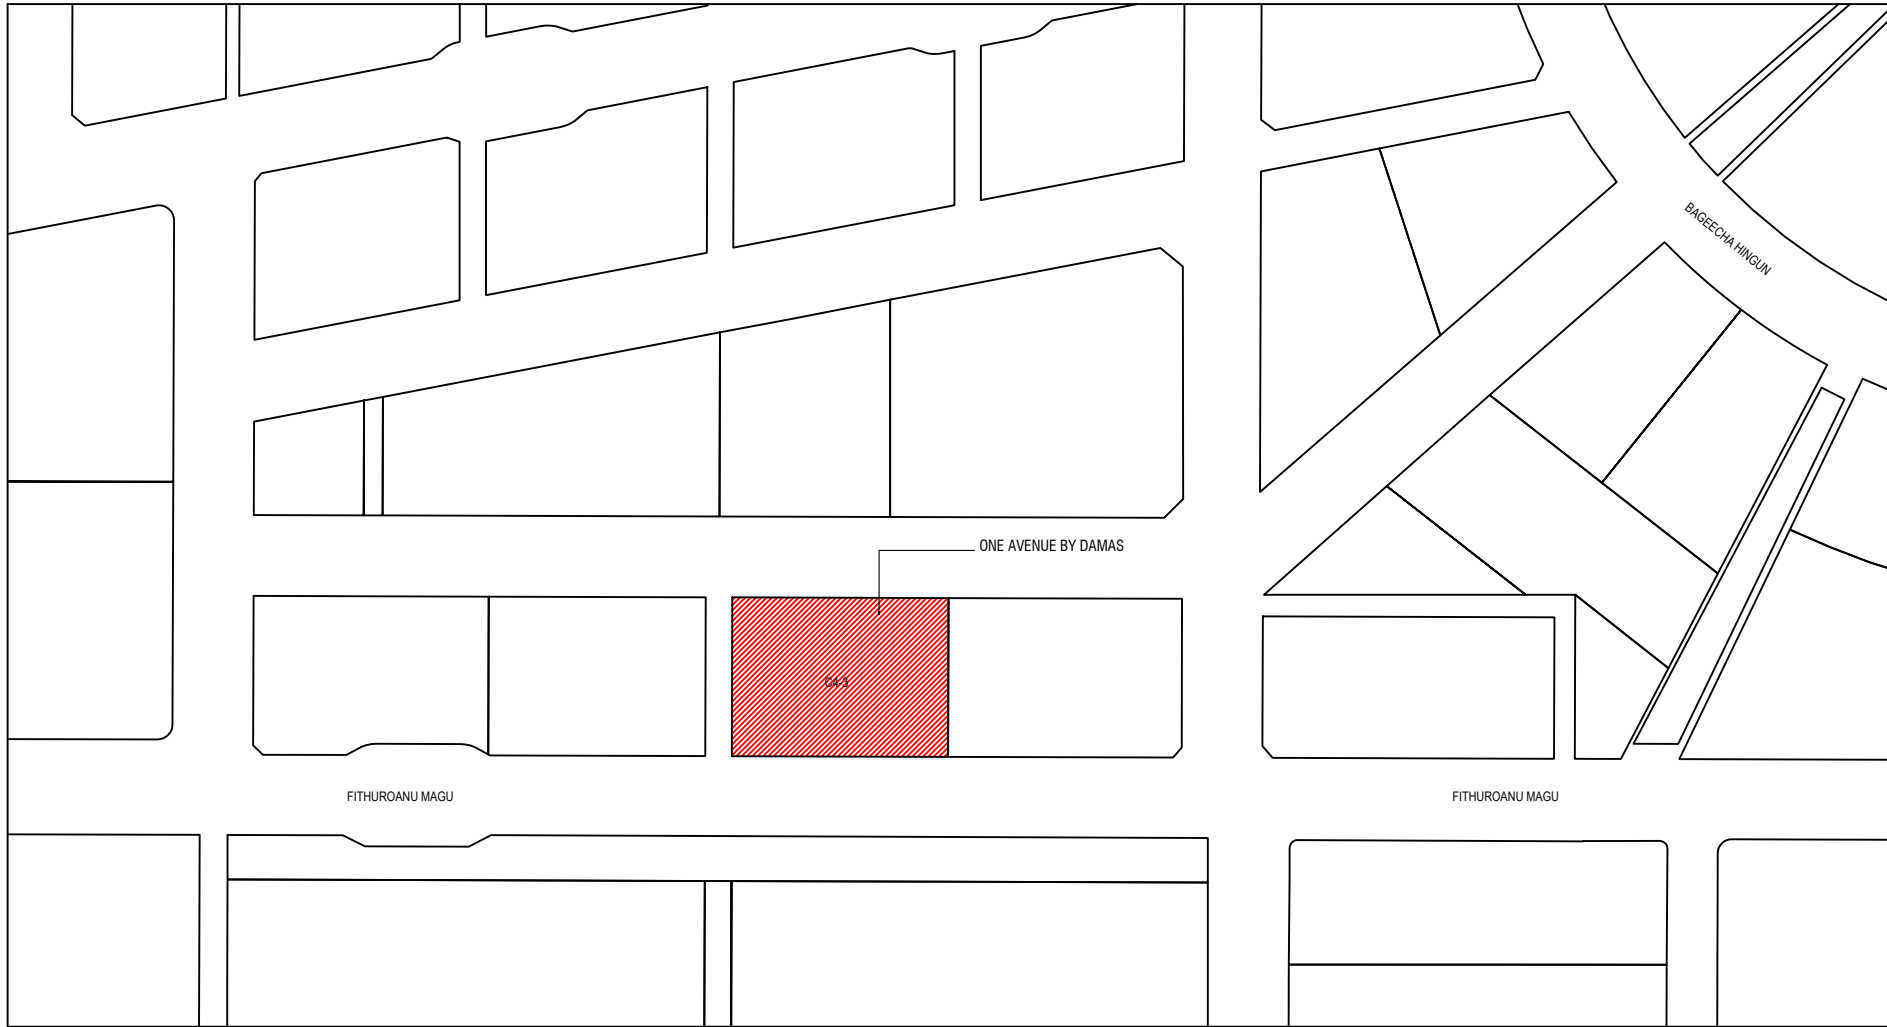 BAGEECHA HINGUN
ONE AVENUE BY DAMAS
C4-3
FITHUROANU MAGU
FITHUROANU MAGU